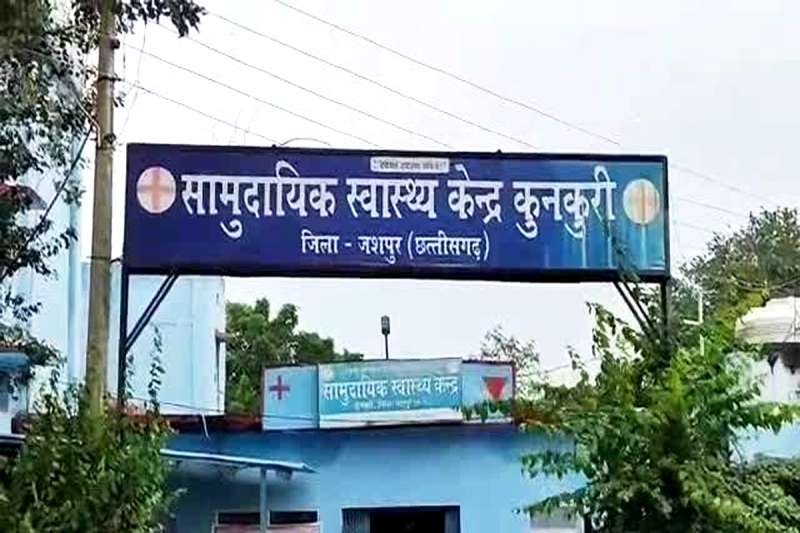 सामुदायिक स्वास्थ्य केन्द्र कुनकुरी
जिला - जशपुर (छत्तीसगढ़)
सामुदायिक स्वास्थ्य केन्द्र